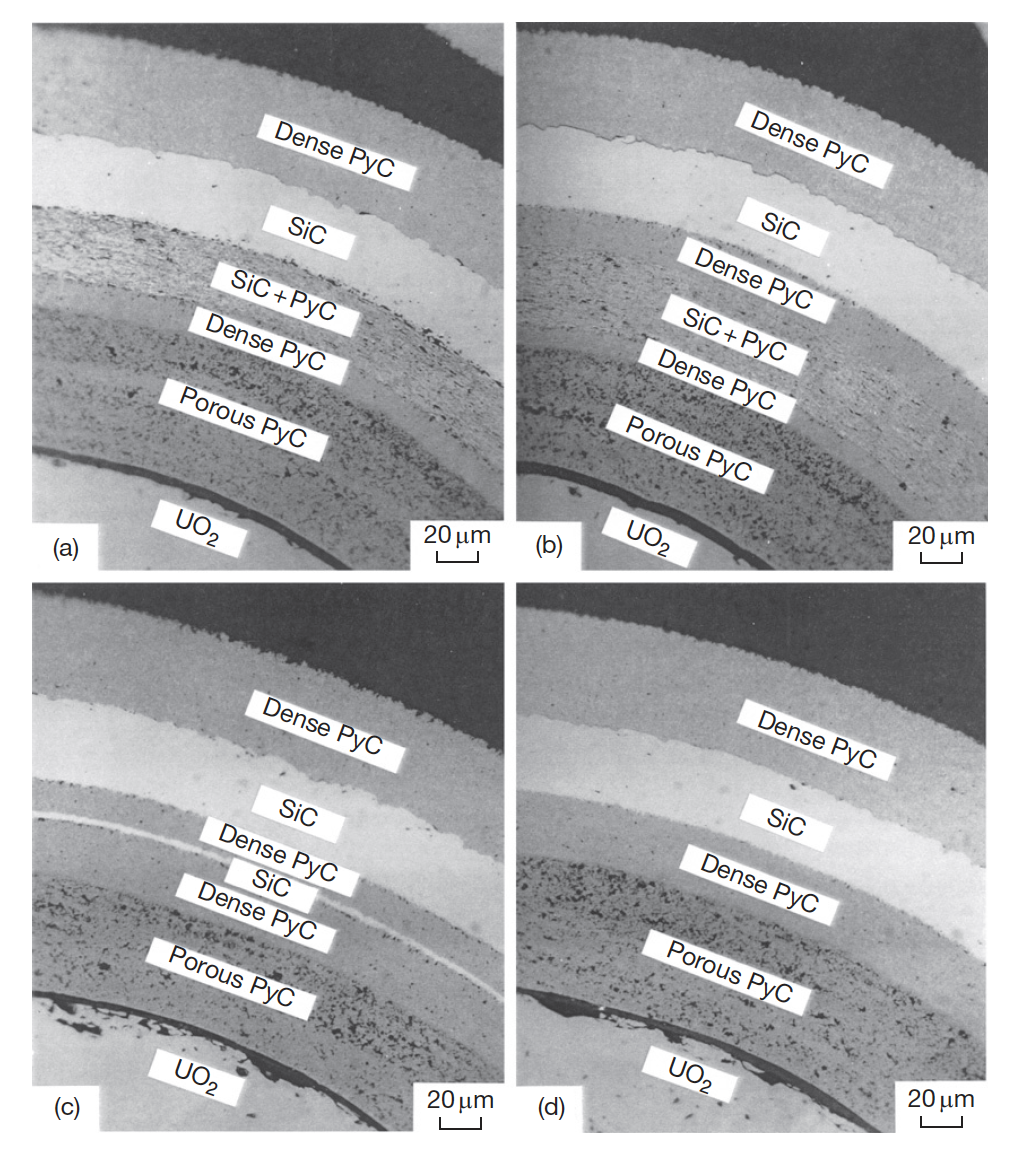 Dense PyC
SiC
SiC + PyC
Dense PyC
Porous PyC
UO2
20 μm
(a)
Dense PyC
SiC
Dense PyC
SiC + PyC
Dense PyC
Porous PyC
UO2
20 μm
(b)
Dense PyC
SiC
Dense PyC
SiC
Dense PyC
Porous PyC
UO2
20 μm
(c)
Dense PyC
SiC
Dense PyC
Porous PyC
UO2
20 μm
(d)